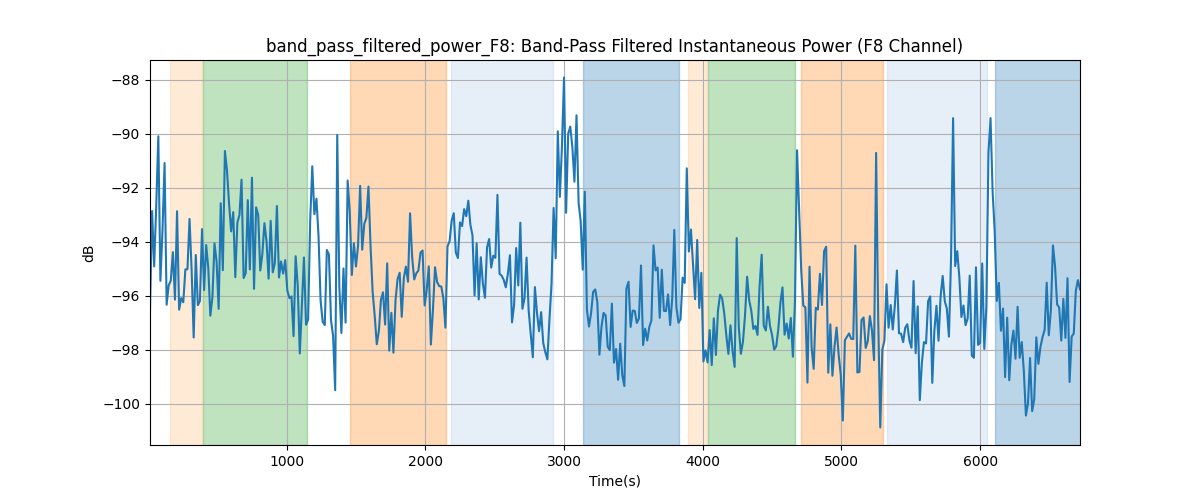 band_pass_filtered_power_F8: Band-Pass Filtered Instantaneous Power (F8 Channel)
dB
−88
−90
−92
−94
−96
−98
−100
1000 2000 3000 4000 5000 6000
Time(s)